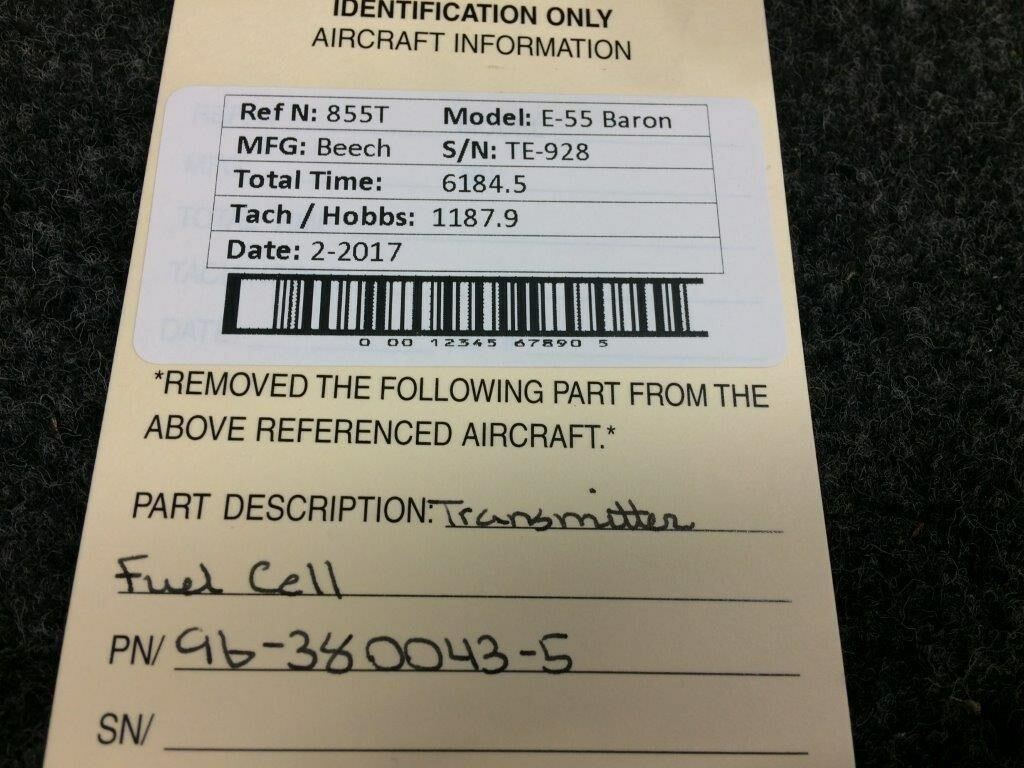 IDENTIFICATION ONLY
AIRCRAFT INFORMATION
Ref N: 855T Model: E-55 Baron
MFG: Beech S/N: TE-928
Total Time: 6184.5
Tach / Hobbs: 1187.9
Date: 2-2017
0 00 12345 67890 5
*REMOVED THE FOLLOWING PART FROM THE
ABOVE REFERENCED AIRCRAFT.*
PART DESCRIPTION: Transmitter
Fuel Cell
PN/ 96-380043-5
SN/